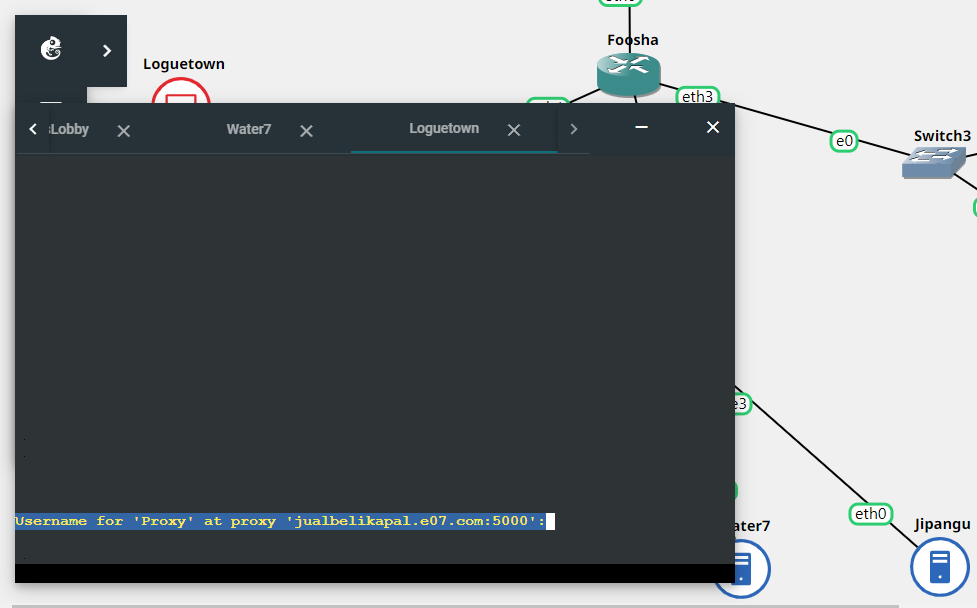 Foosha
Loguetown
eth3
e0
Switch3
Lobby
Water7
Loguetown
Username for 'Proxy' at proxy 'jualbelikapal.e07.com:5000':
e3
eth0
ater7
Jipangu